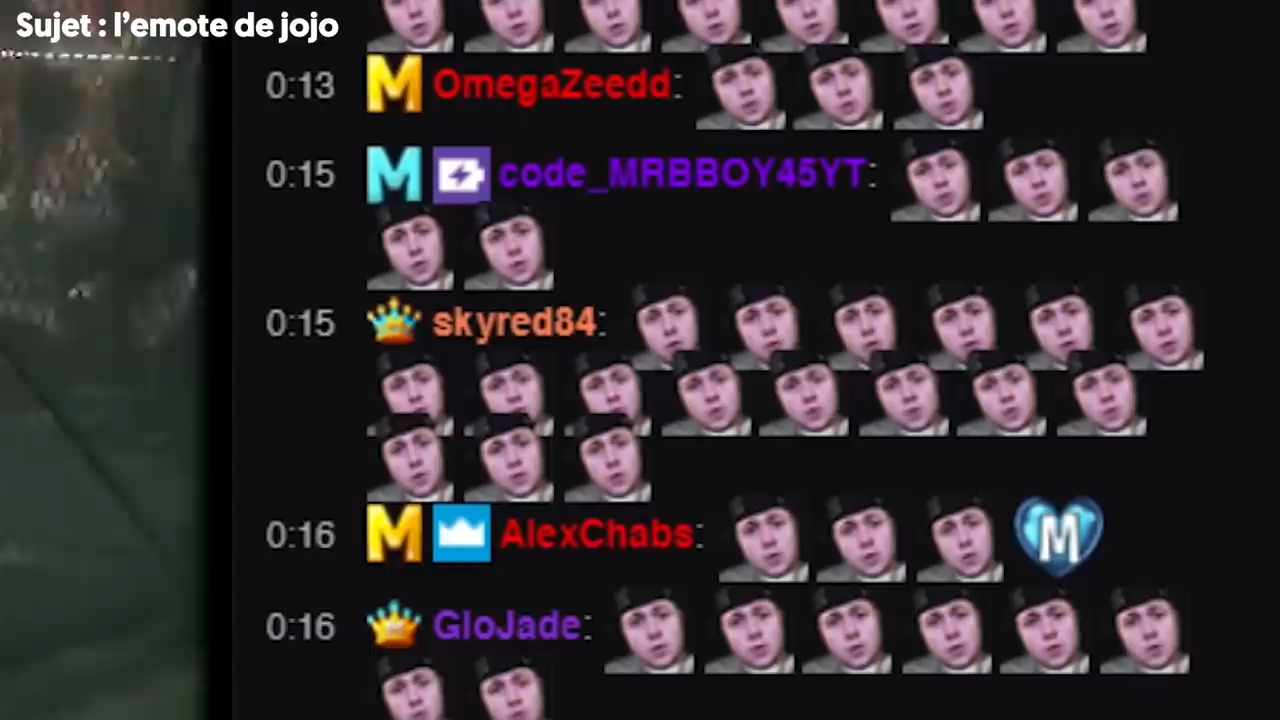 Sujet : l'emote de jojo
0:13 M OmegaZeedd:
0:15 M code_MRBBOY45YT:
0:15 skyred84:
0:16 M AlexChabs: M
0:16 GloJade: